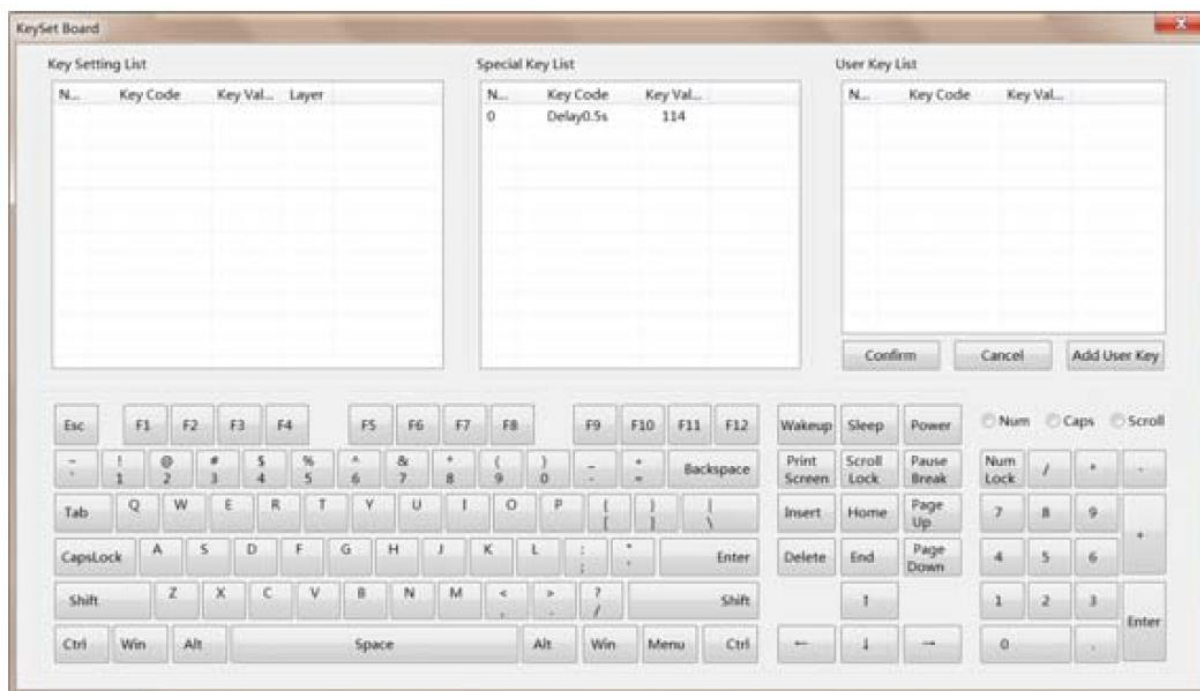 KeySet Board
Key Setting List Special Key List User Key List
N... Key Code Key Val... Layer N... Key Code Key Val... N... Key Code Key Val...
0 Delay0.5s 114
Confirm Cancel Add User Key
Esc F1 F2 F3 F4 F5 F6 F7 F8 F9 F10 F11 F12 Wakeup Sleep Power Num Caps Scroll
~ ! @ # $ % ^ & * ( ) _ + Backspace Print Scroll Pause Num / * -
` 1 2 3 4 5 6 7 8 9 0 - = Screen Lock Break Lock
Tab Q W E R T Y U I O P { } | Insert Home Page Up 7 8 9 +
[ ] \
CapsLock A S D F G H J K L : " Enter Delete End Page Down 4 5 6
; '
Shift Z X C V B N M < > ? Shift ↑ 1 2 3 Enter
, . /
Ctrl Win Alt Space Alt Win Menu Ctrl ← ↓ → 0 .